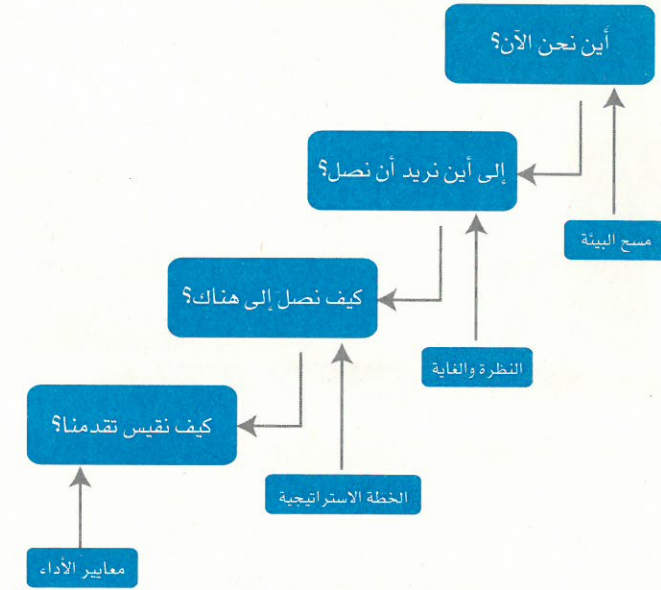 أين نحن الآن؟
إلى أين نريد أن نصل؟
مسح البيئة
كيف نصل إلى هناك؟
النظرة والغاية
كيف نقيس تقدمنا؟
الخطة الاستراتيجية
معايير الأداء